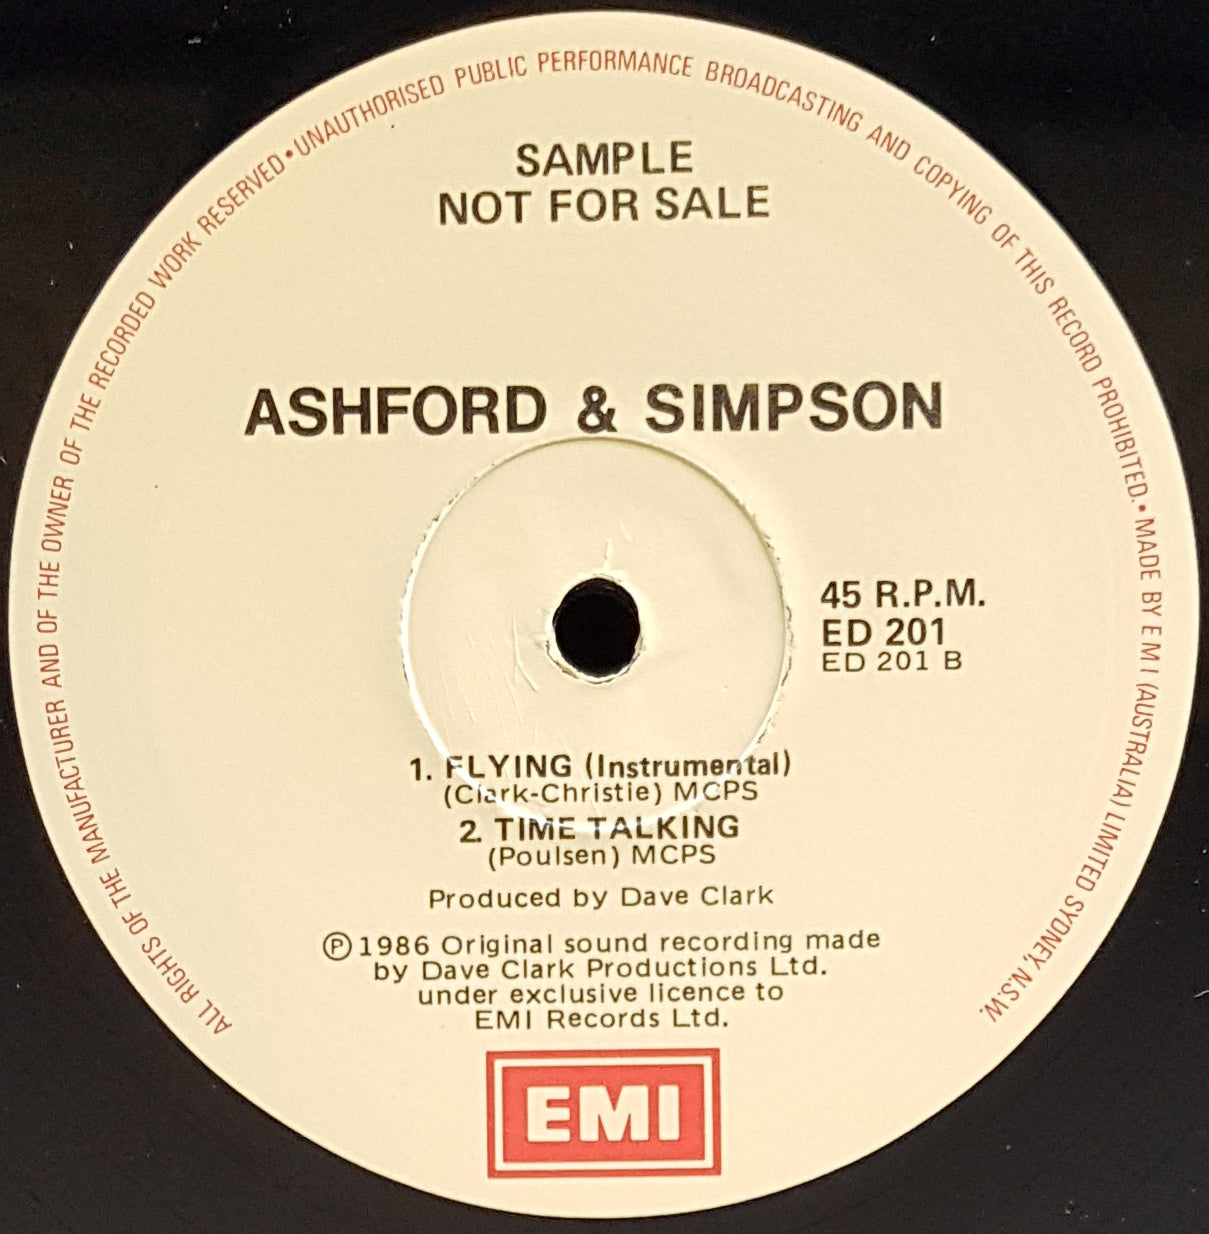 ALL RIGHTS OF THE MANUFACTURER AND OF THE OWNER OF THE RECORDED WORK RESERVED • UNAUTHORISED PUBLIC PERFORMANCE BROADCASTING AND COPYING OF THIS RECORD PROHIBITED. • MADE BY E M I (AUSTRALIA) LIMITED SYDNEY, N.S.W.
SAMPLE
NOT FOR SALE
ASHFORD & SIMPSON
45 R.P.M.
ED 201
ED 201 B
1. FLYING (Instrumental)
(Clark-Christie) MCPS
2. TIME TALKING
(Poulsen) MCPS
Produced by Dave Clark
Ⓟ 1986 Original sound recording made
by Dave Clark Productions Ltd.
under exclusive licence to
EMI Records Ltd.
EMI